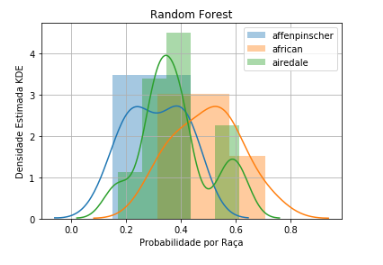 Random Forest
affenpinscher
african
airedale
Densidade Estimada KDE
4
3
2
1
0
0.0 0.2 0.4 0.6 0.8
Probabilidade por Raça